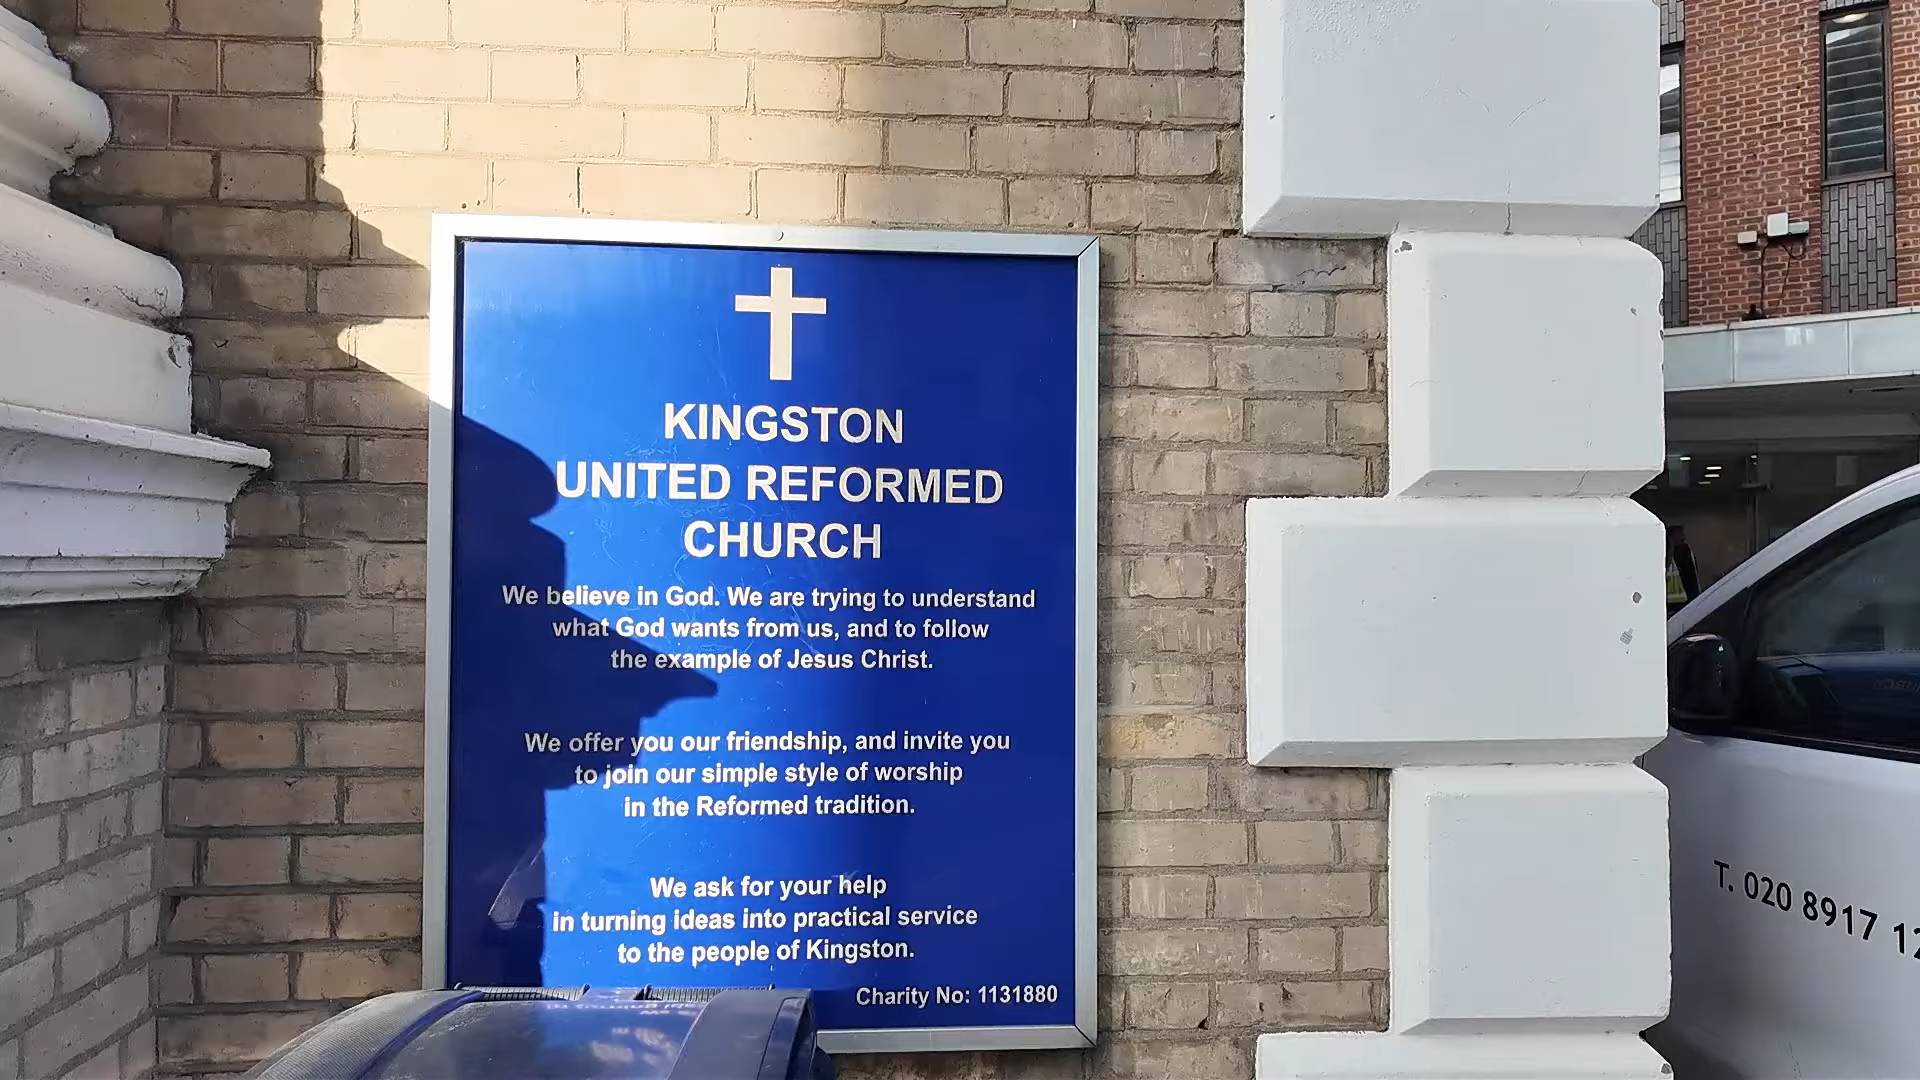 KINGSTON
UNITED REFORMED
CHURCH
We believe in God. We are trying to understand
what God wants from us, and to follow
the example of Jesus Christ.
We offer you our friendship, and invite you
to join our simple style of worship
in the Reformed tradition.
We ask for your help
in turning ideas into practical service
to the people of Kingston.
Charity No: 1131880
T. 020 8917 12